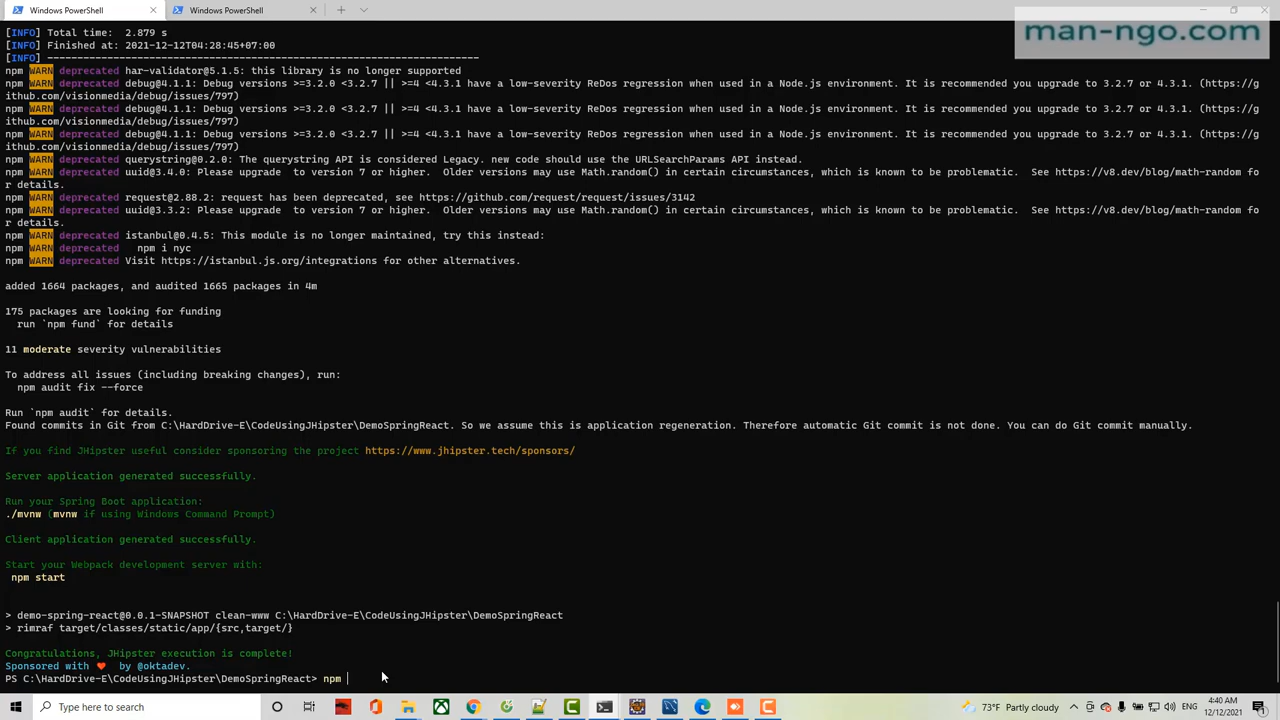 Windows PowerShell
Windows PowerShell
man-ngo.com
[INFO] Total time:  2.879 s
[INFO] Finished at: 2021-12-12T04:28:45+07:00
[INFO] ------------------------------------------------------------------------
npm WARN deprecated har-validator@5.1.5: this library is no longer supported
npm WARN deprecated debug@4.1.1: Debug versions >=3.2.0 <3.2.7 || >=4 <4.3.1 have a low-severity ReDos regression when used in a Node.js environment. It is recommended you upgrade to 3.2.7 or 4.3.1. (https://g
ithub.com/visionmedia/debug/issues/797)
npm WARN deprecated debug@4.1.1: Debug versions >=3.2.0 <3.2.7 || >=4 <4.3.1 have a low-severity ReDos regression when used in a Node.js environment. It is recommended you upgrade to 3.2.7 or 4.3.1. (https://g
ithub.com/visionmedia/debug/issues/797)
npm WARN deprecated debug@4.1.1: Debug versions >=3.2.0 <3.2.7 || >=4 <4.3.1 have a low-severity ReDos regression when used in a Node.js environment. It is recommended you upgrade to 3.2.7 or 4.3.1. (https://g
ithub.com/visionmedia/debug/issues/797)
npm WARN deprecated querystring@0.2.0: The querystring API is considered Legacy. new code should use the URLSearchParams API instead.
npm WARN deprecated uuid@3.4.0: Please upgrade  to version 7 or higher.  Older versions may use Math.random() in certain circumstances, which is known to be problematic.  See https://v8.dev/blog/math-random fo
r details.
npm WARN deprecated request@2.88.2: request has been deprecated, see https://github.com/request/request/issues/3142
npm WARN deprecated uuid@3.3.2: Please upgrade  to version 7 or higher.  Older versions may use Math.random() in certain circumstances, which is known to be problematic.  See https://v8.dev/blog/math-random fo
r details.
npm WARN deprecated istanbul@0.4.5: This module is no longer maintained, try this instead:
npm WARN deprecated   npm i nyc
npm WARN deprecated Visit https://istanbul.js.org/integrations for other alternatives.
added 1664 packages, and audited 1665 packages in 4m
175 packages are looking for funding
  run `npm fund` for details
11 moderate severity vulnerabilities
To address all issues (including breaking changes), run:
  npm audit fix --force
Run `npm audit` for details.
Found commits in Git from C:\HardDrive-E\CodeUsingJHipster\DemoSpringReact. So we assume this is application regeneration. Therefore automatic Git commit is not done. You can do Git commit manually.
If you find JHipster useful consider sponsoring the project https://www.jhipster.tech/sponsors/
Server application generated successfully.
Run your Spring Boot application:
./mvnw (mvnw if using Windows Command Prompt)
Client application generated successfully.
Start your Webpack development server with:
 npm start
> demo-spring-react@0.0.1-SNAPSHOT clean-www C:\HardDrive-E\CodeUsingJHipster\DemoSpringReact
> rimraf target/classes/static/app/{src,target/}
Congratulations, JHipster execution is complete!
Sponsored with ❤ by @oktadev.
PS C:\HardDrive-E\CodeUsingJHipster\DemoSpringReact> npm
Type here to search
73°F Partly cloudy
ENG
4:40 AM
12/12/2021